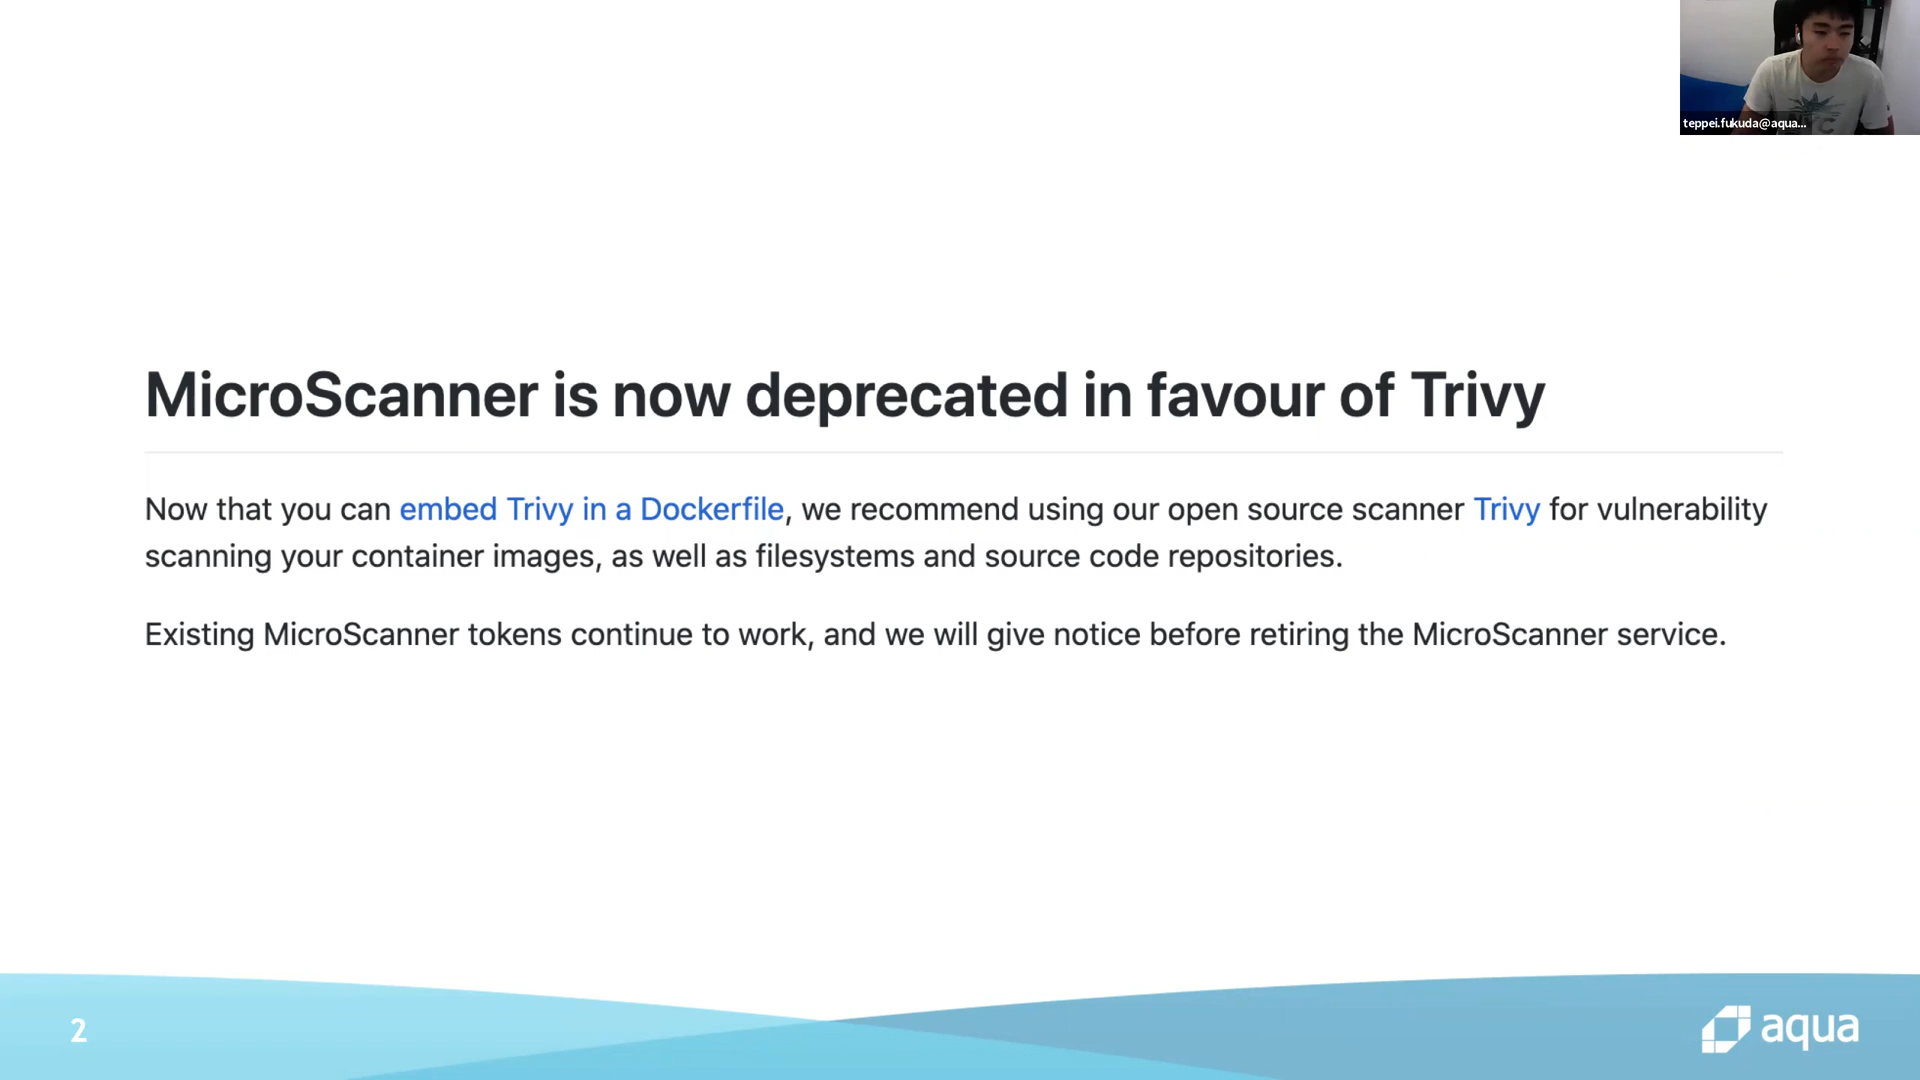 teppei.fukuda@aqua...
MicroScanner is now deprecated in favour of Trivy
Now that you can embed Trivy in a Dockerfile, we recommend using our open source scanner Trivy for vulnerability
scanning your container images, as well as filesystems and source code repositories.
Existing MicroScanner tokens continue to work, and we will give notice before retiring the MicroScanner service.
2
aqua